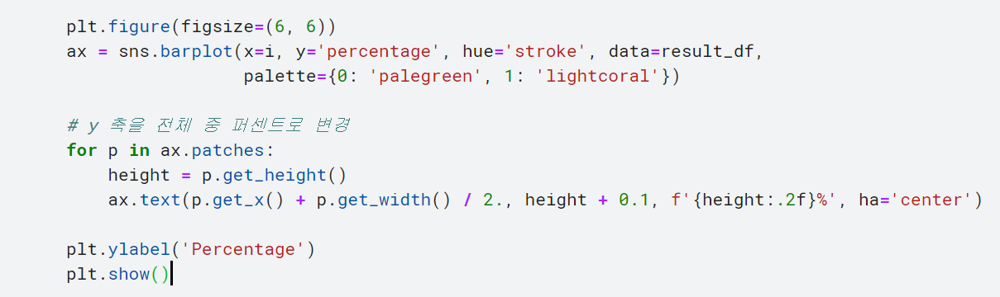 plt.figure(figsize=(6, 6))
ax = sns.barplot(x=i, y='percentage', hue='stroke', data=result_df,
palette={0: 'palegreen', 1: 'lightcoral'})
# y 축을 전체 중 퍼센트로 변경
for p in ax.patches:
height = p.get_height()
ax.text(p.get_x() + p.get_width() / 2., height + 0.1, f'{height:.2f}%', ha='center')
plt.ylabel('Percentage')
plt.show()